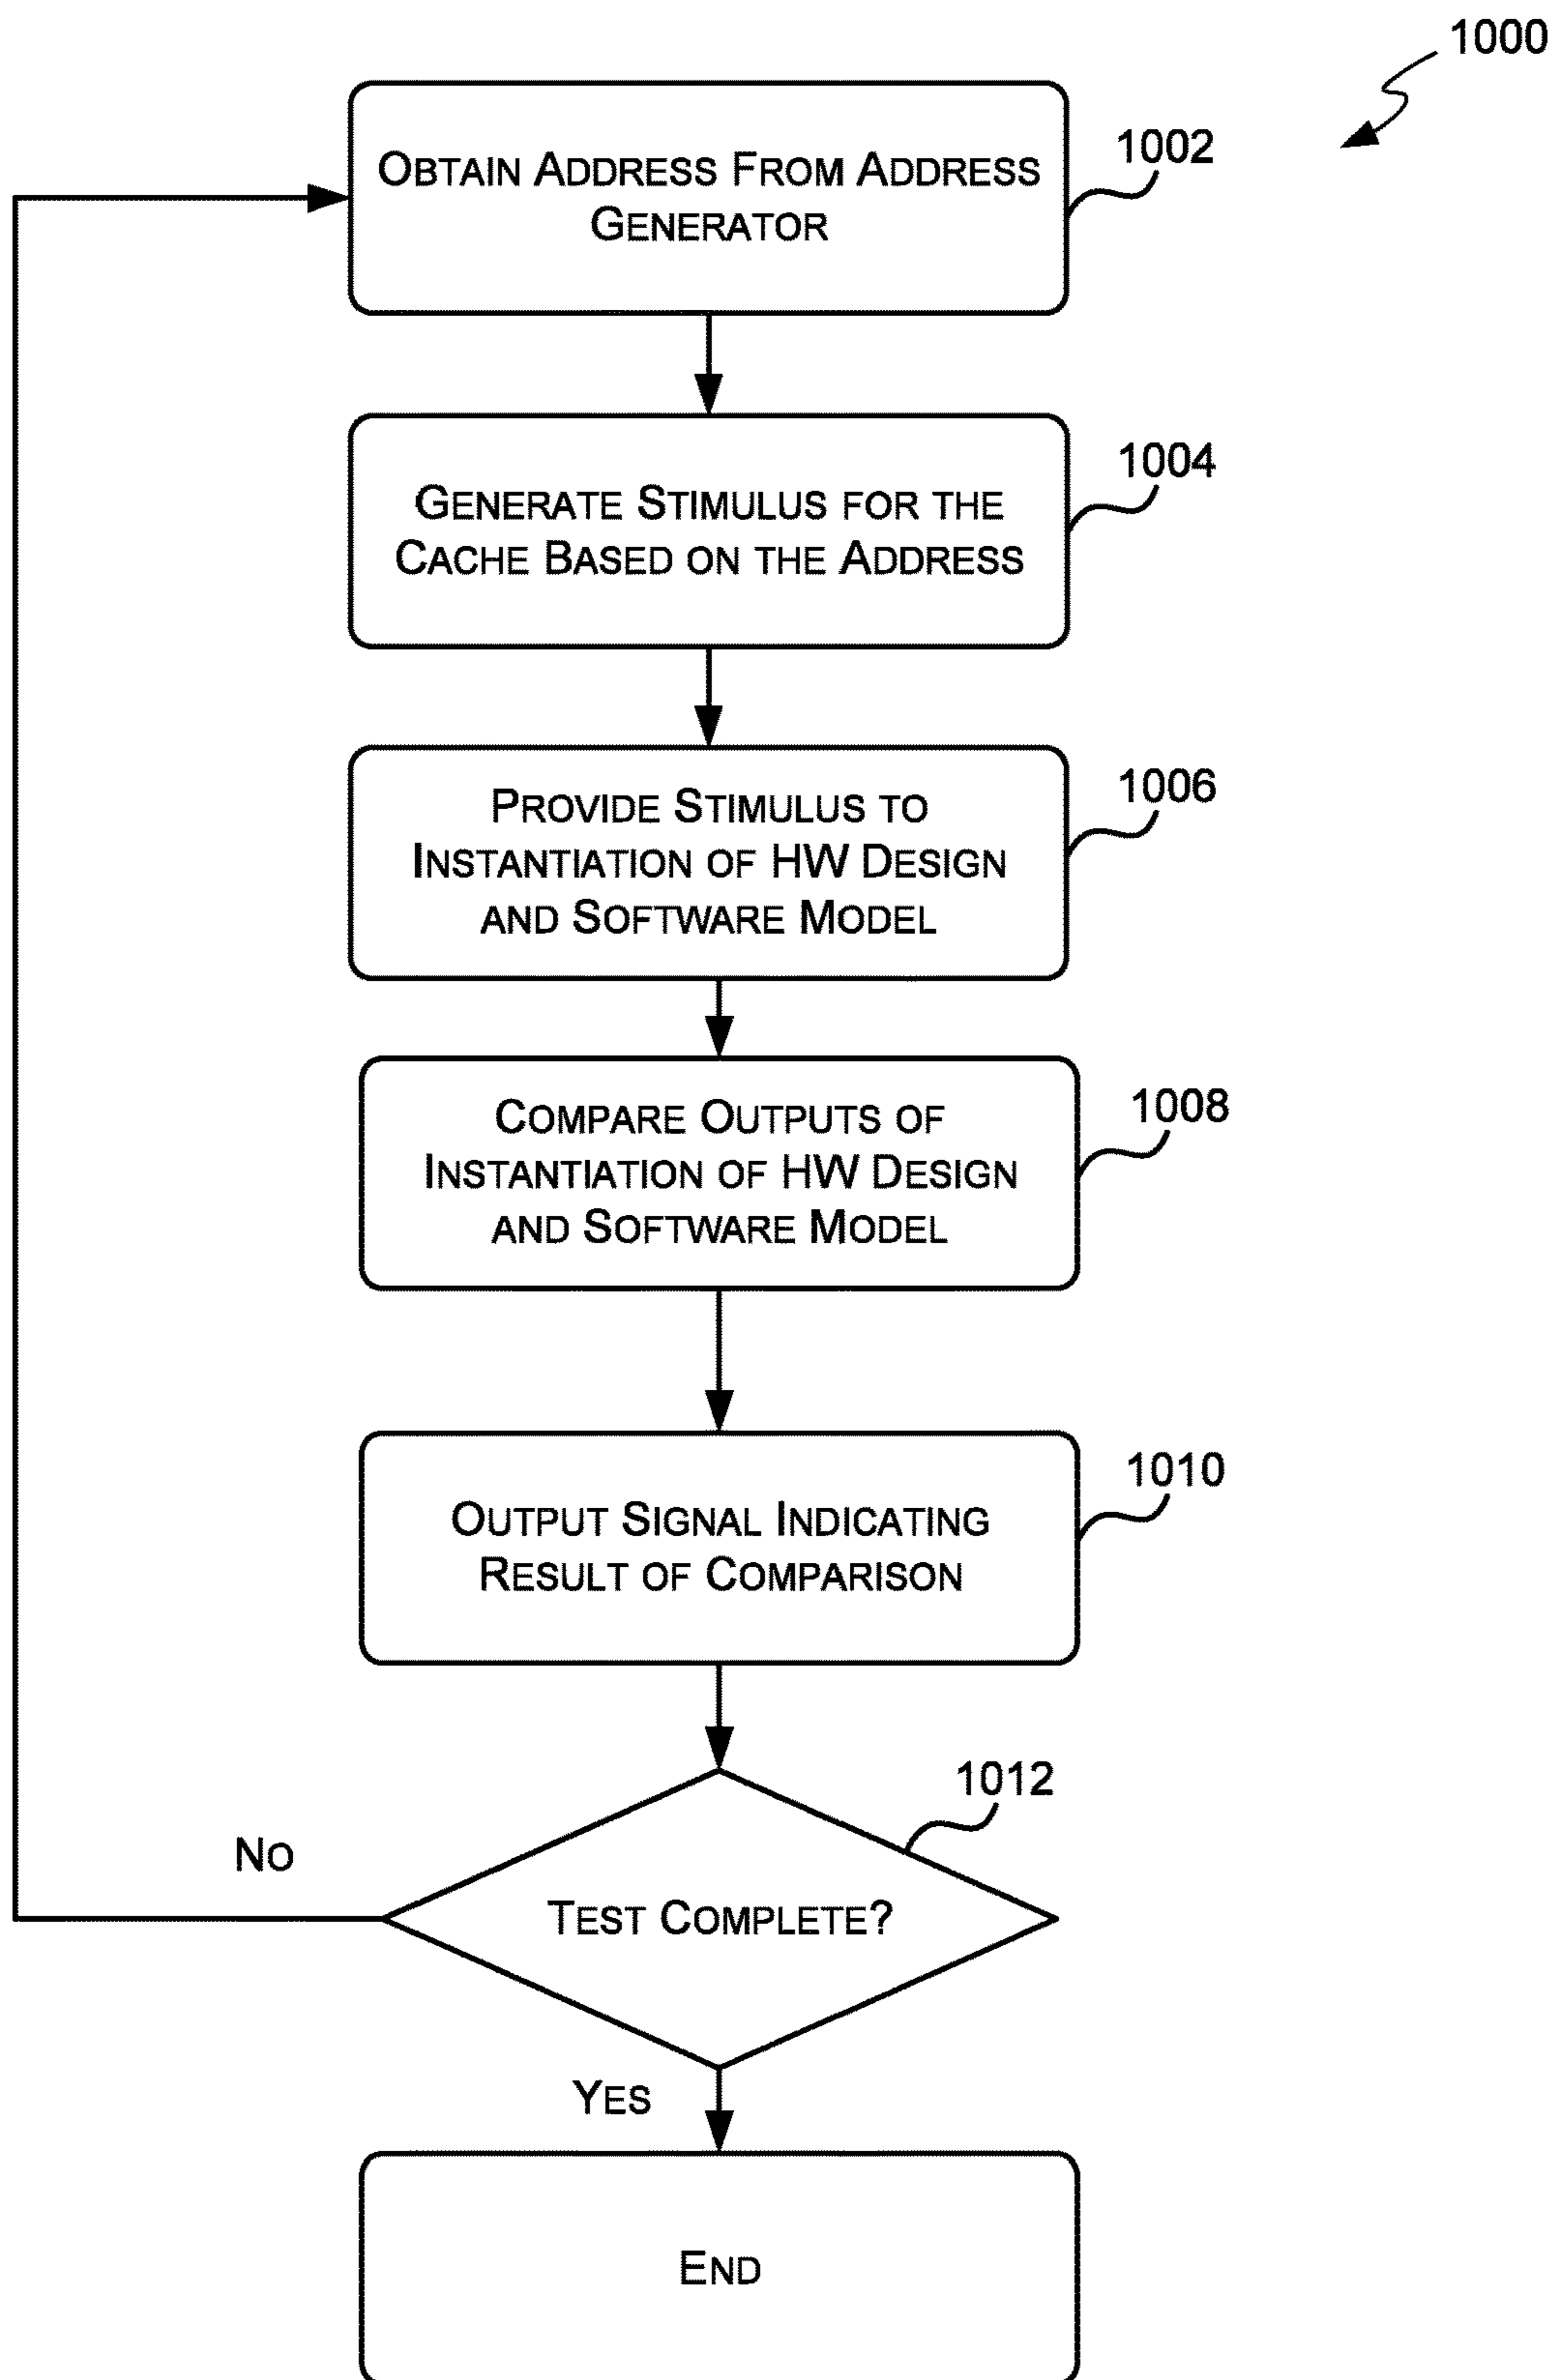 1000
OBTAIN ADDRESS FROM ADDRESS
GENERATOR
1002
GENERATE STIMULUS FOR THE
CACHE BASED ON THE ADDRESS
1004
PROVIDE STIMULUS TO
INSTANTIATION OF HW DESIGN
AND SOFTWARE MODEL
1006
COMPARE OUTPUTS OF
INSTANTIATION OF HW DESIGN
AND SOFTWARE MODEL
1008
OUTPUT SIGNAL INDICATING
RESULT OF COMPARISON
1010
TEST COMPLETE?
1012
NO
YES
END